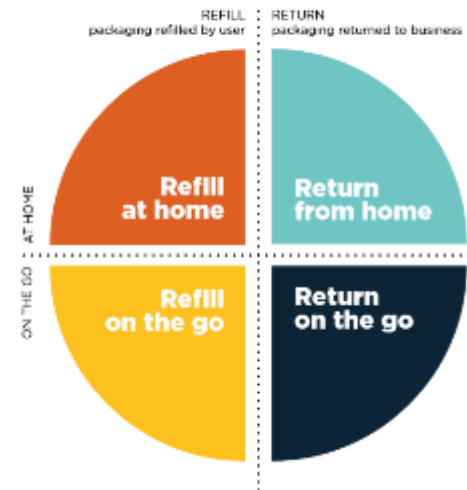 REFILL
packaging refilled by user
RETURN
packaging returned to business
AT HOME
Refill
at home
Return
from home
ON THE GO
Refill
on the go
Return
on the go